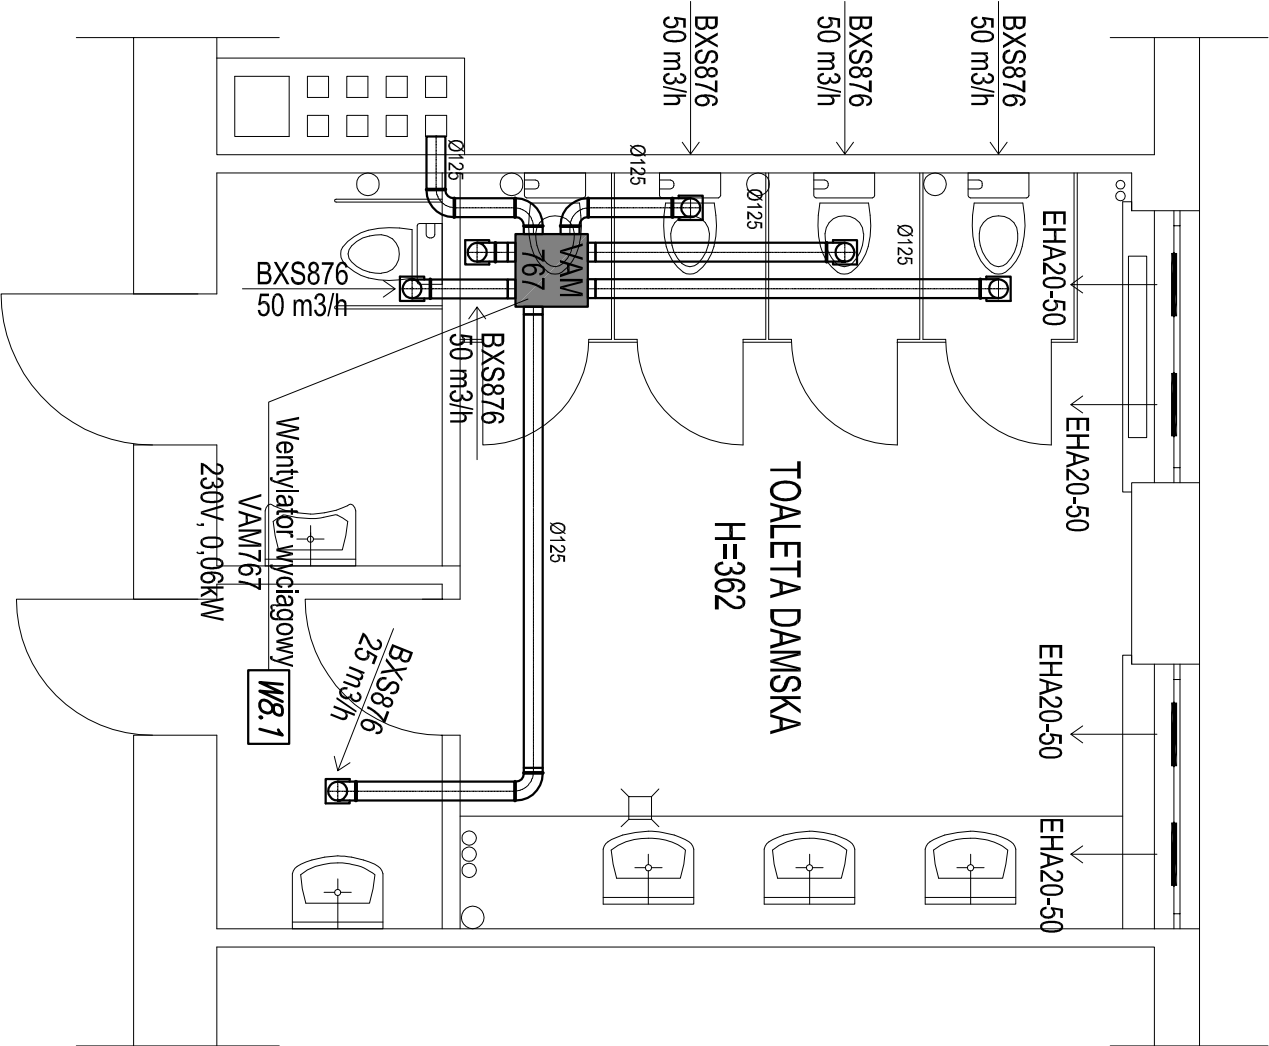 BXS876
50 m3/h
BXS876
50 m3/h
BXS876
50 m3/h
Ø125
Ø125
Ø125
Ø125
EHA20-50
VAM
767
BXS876
50 m3/h
BXS876
50 m3/h
EHA20-50
TOALETA DAMSKA
H=362
Wentylator wyciągowy
VAM767
230V, 0,06kW
Ø125
BXS876
25 m3/h
W8.1
EHA20-50
EHA20-50